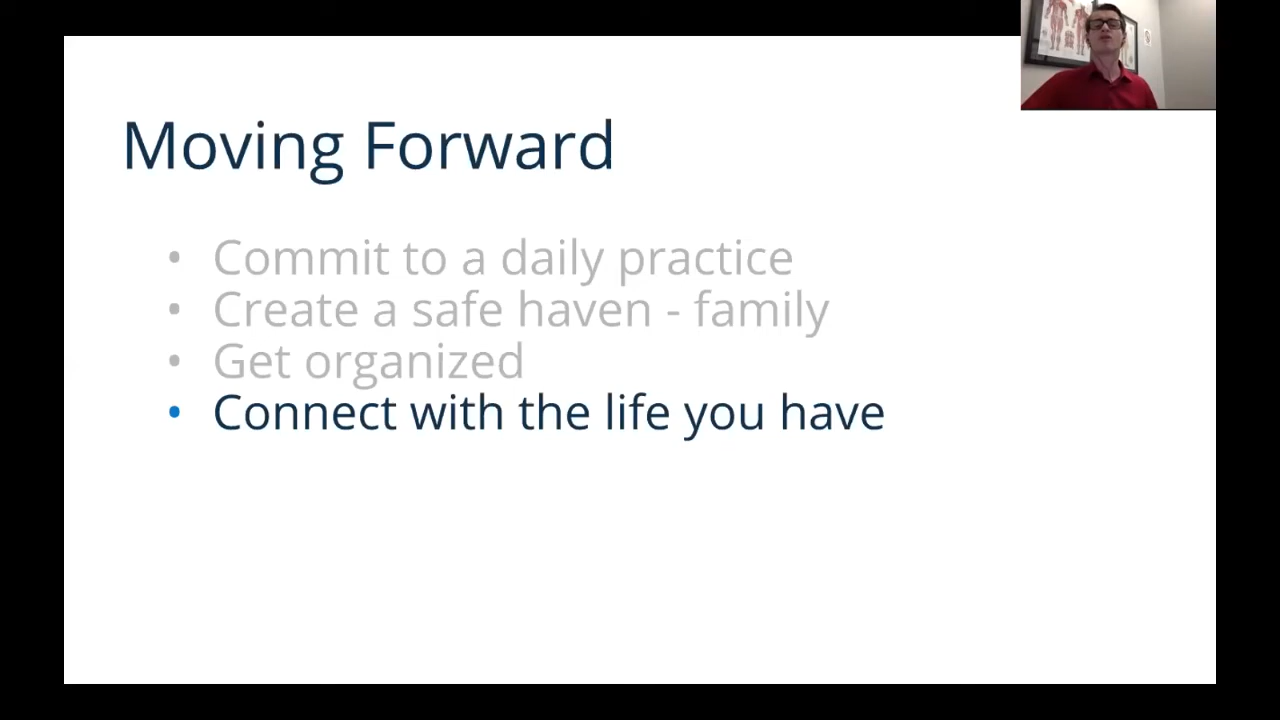 Moving Forward
• Commit to a daily practice
• Create a safe haven - family
• Get organized
• Connect with the life you have